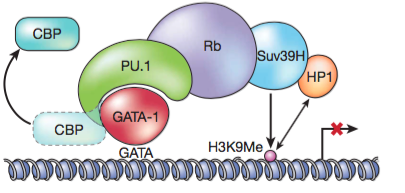 CBP
Rb
Suv39H
PU.1
HP1
GATA-1
CBP
GATA
H3K9Me